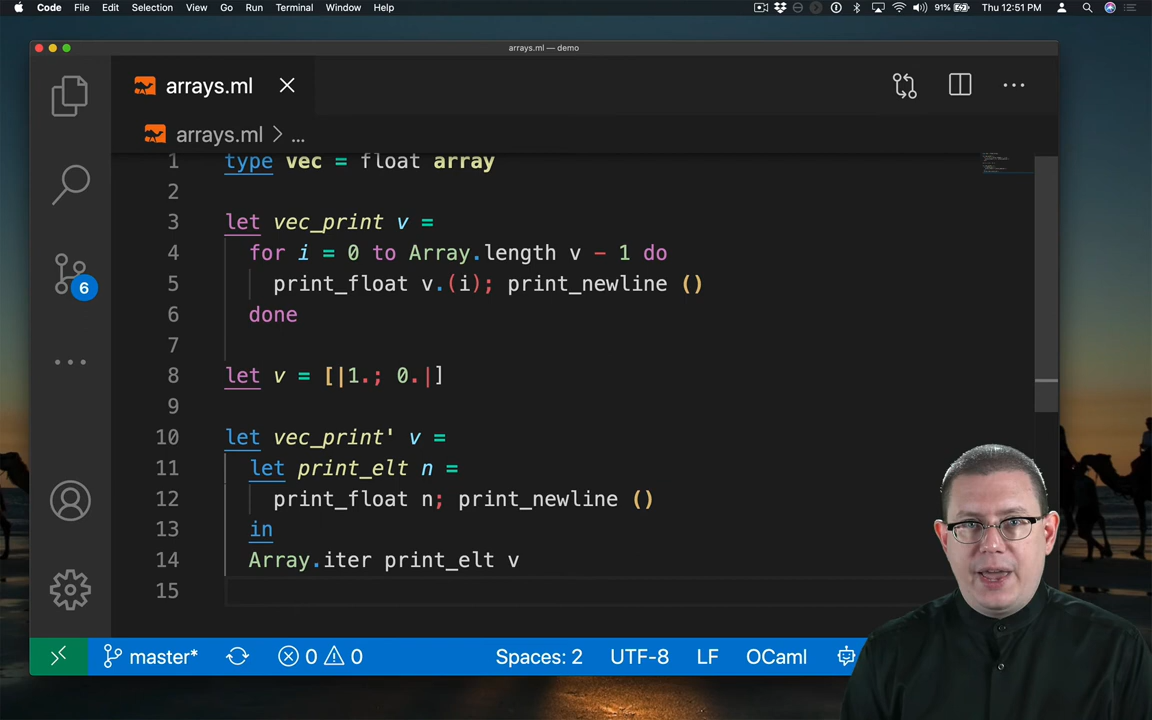 Code File Edit Selection View Go Run Terminal Window Help 91% Thu 12:51 PM
arrays.ml — demo
arrays.ml
arrays.ml > ...
1 type vec = float array
2
3 let vec_print v =
4 for i = 0 to Array.length v - 1 do
5 print_float v.(i); print_newline ()
6 done
7
8 let v = [|1.; 0.|]
9
10 let vec_print' v =
11 let print_elt n =
12 print_float n; print_newline ()
13 in
14 Array.iter print_elt v
15
6
master* 0 0 Spaces: 2 UTF-8 LF OCaml